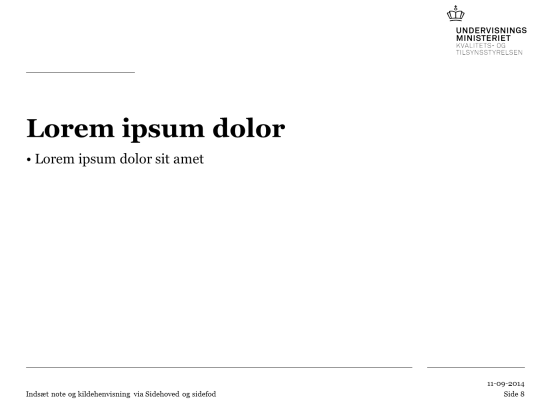 UNDERVISNINGS
MINISTERIET
KVALITETS- OG
TILSYNSSTYRELSEN
Lorem ipsum dolor
• Lorem ipsum dolor sit amet
11-09-2014
Indsæt note og kildehenvisning via Sidehoved og sidefod
Side 8